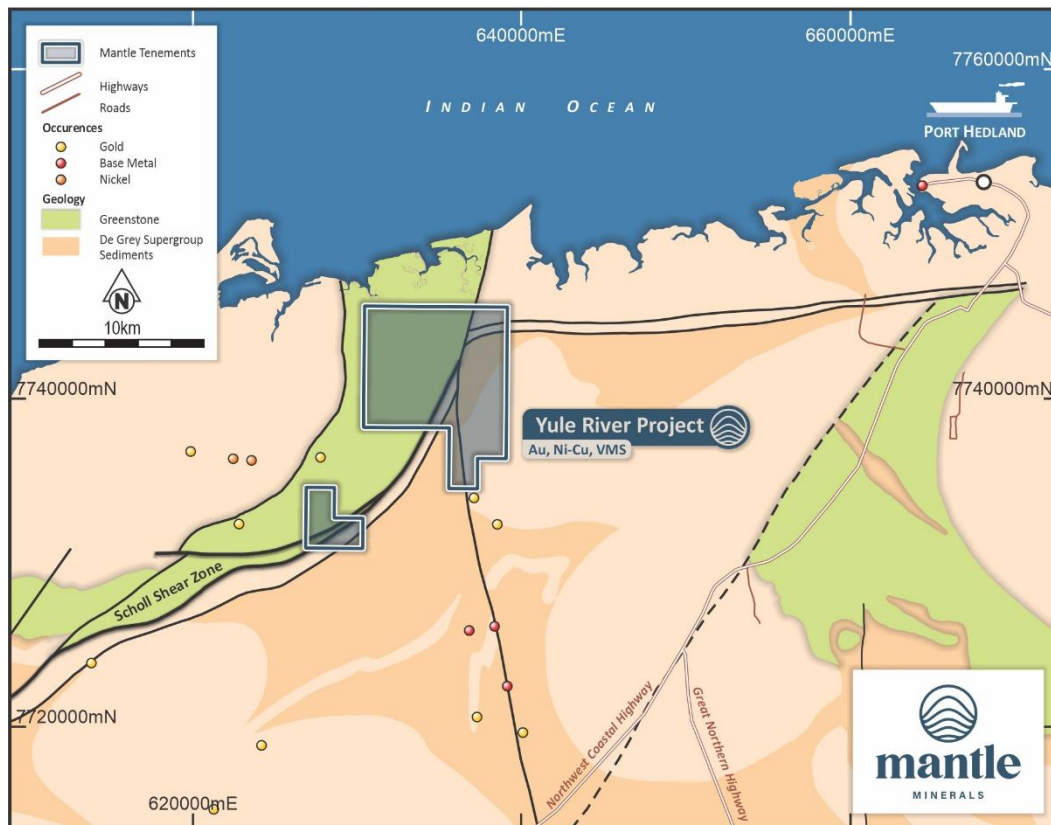 640000mE
660000mE
7760000mN
Mantle Tenements
Highways
Roads
Occurences
Gold
Base Metal
Nickel
Geology
Greenstone
De Grey Supergroup
Sediments
N
10km
INDIAN OCEAN
PORT HEDLAND
7740000mN
7740000mN
Yule River Project
Au, Ni-Cu, VMS
Scholl Shear Zone
Northwest Coastal Highway
Great Northern Highway
7720000mN
620000mE
mantle
MINERALS